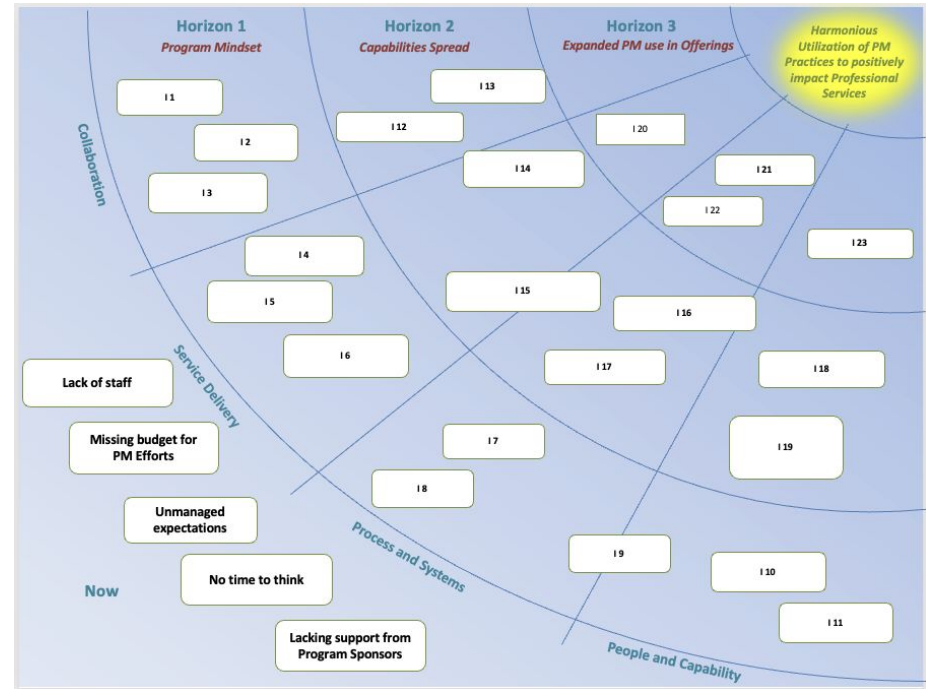 Horizon 1
Program Mindset
Horizon 2
Capabilities Spread
Horizon 3
Expanded PM use in Offerings
Harmonious
Utilization of PM
Practices to positively
impact Professional
Services
I 1
I 2
I 3
I 12
I 13
I 14
I 20
I 21
I 22
I 23
Collaboration
I 4
I 5
I 6
I 15
I 16
I 17
I 18
I 19
Service Delivery
I 7
I 8
I 9
I 10
I 11
Process and Systems
People and Capability
Lack of staff
Missing budget for
PM Efforts
Unmanaged
expectations
No time to think
Lacking support from
Program Sponsors
Now